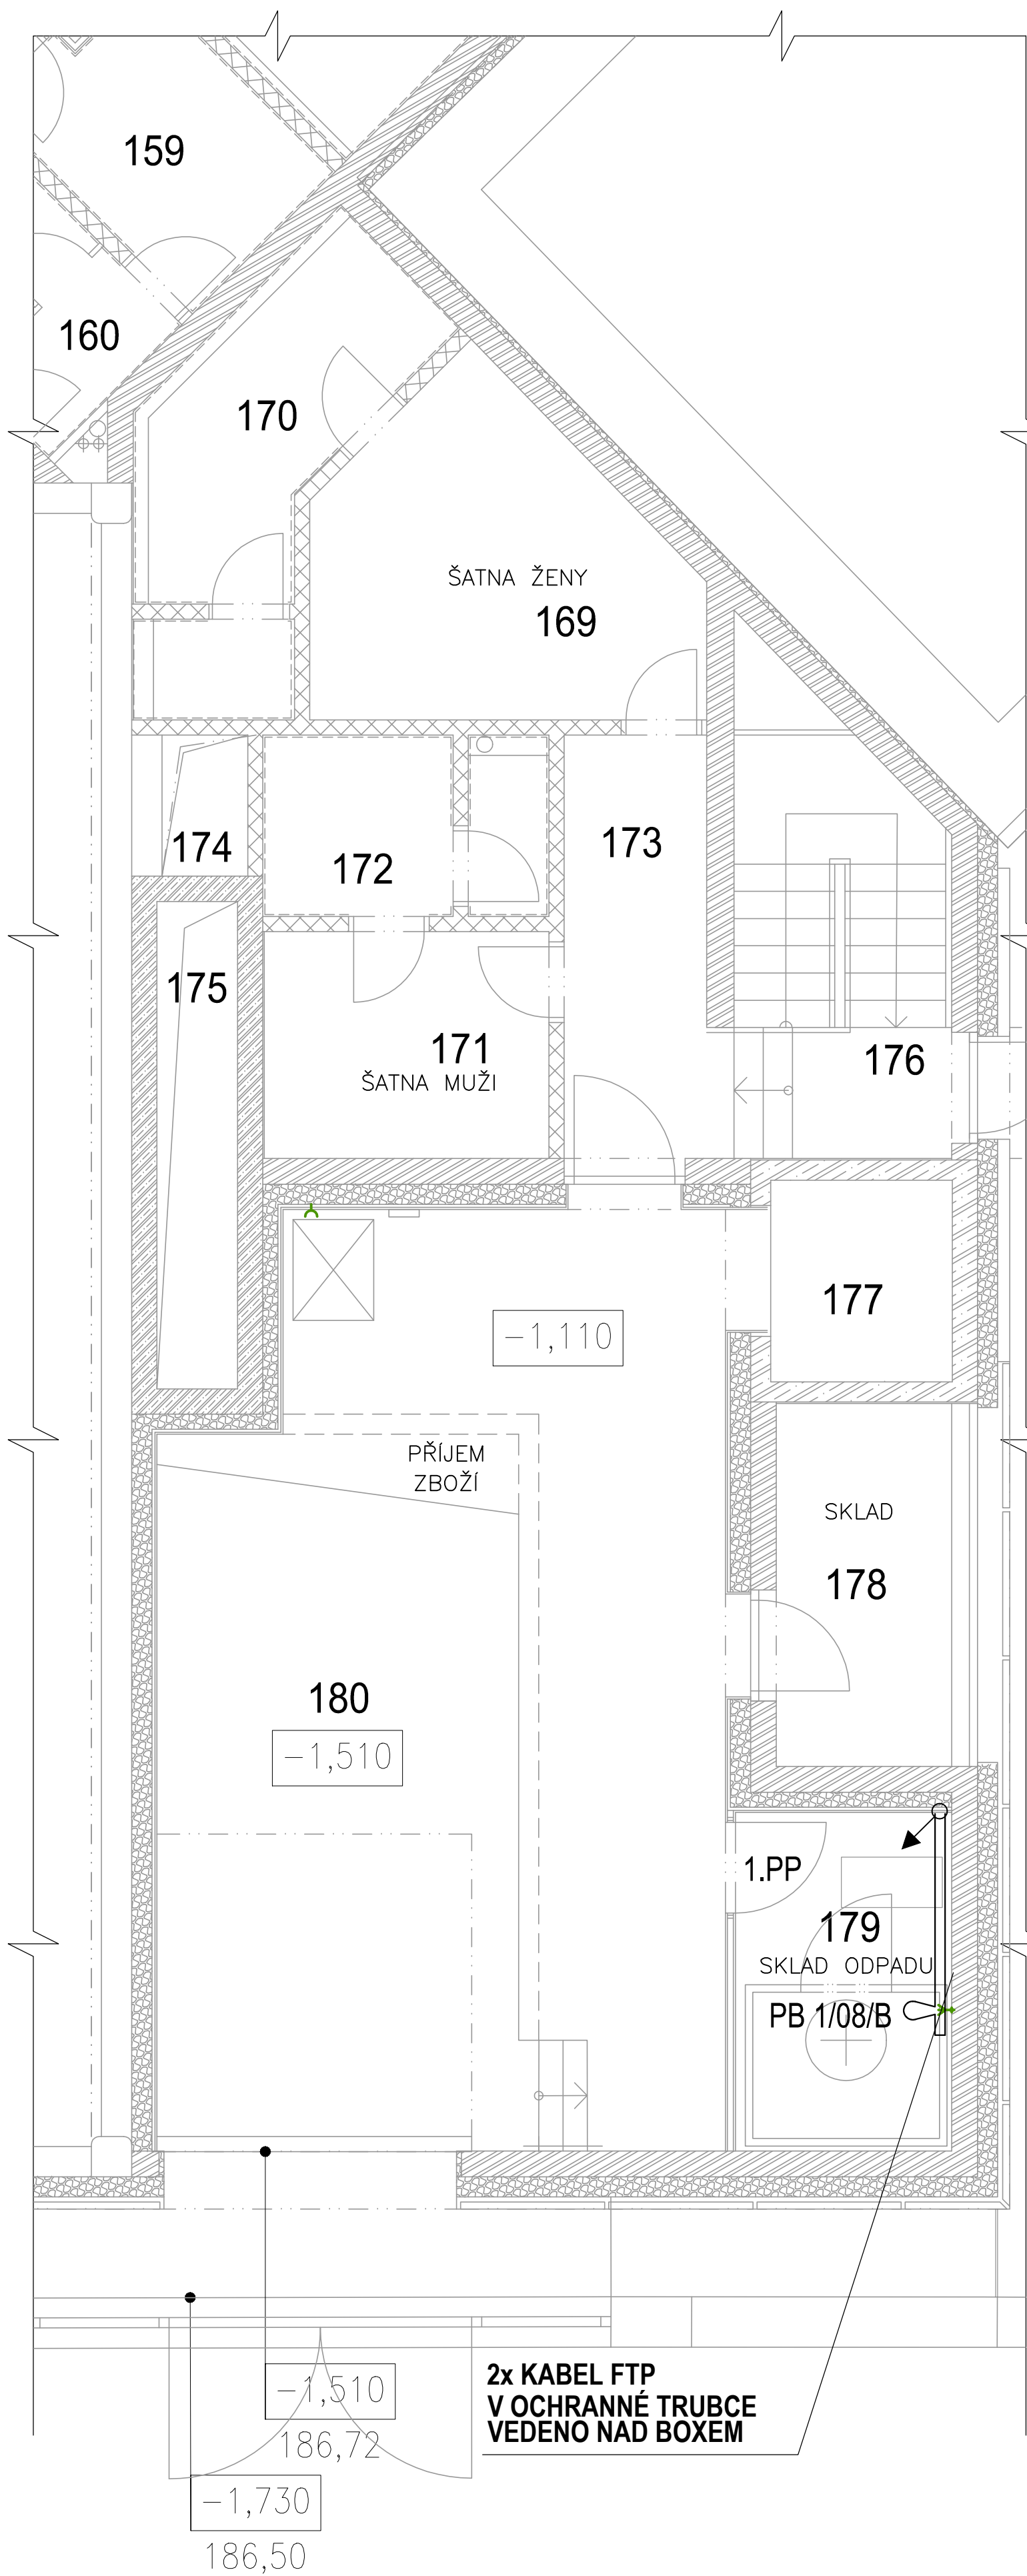 159
160
170
ŠATNA ŽENY
169
174
172
173
175
171
ŠATNA MUŽI
176
177
-1,110
PŘÍJEM
ZBOŽÍ
SKLAD
178
180
-1,510
1.PP
179
SKLAD ODPADU
PB 1/08/B
2x KABEL FTP
V OCHRANNÉ TRUBCE
VEDENO NAD BOXEM
-1,510
186,72
-1,730
186,50